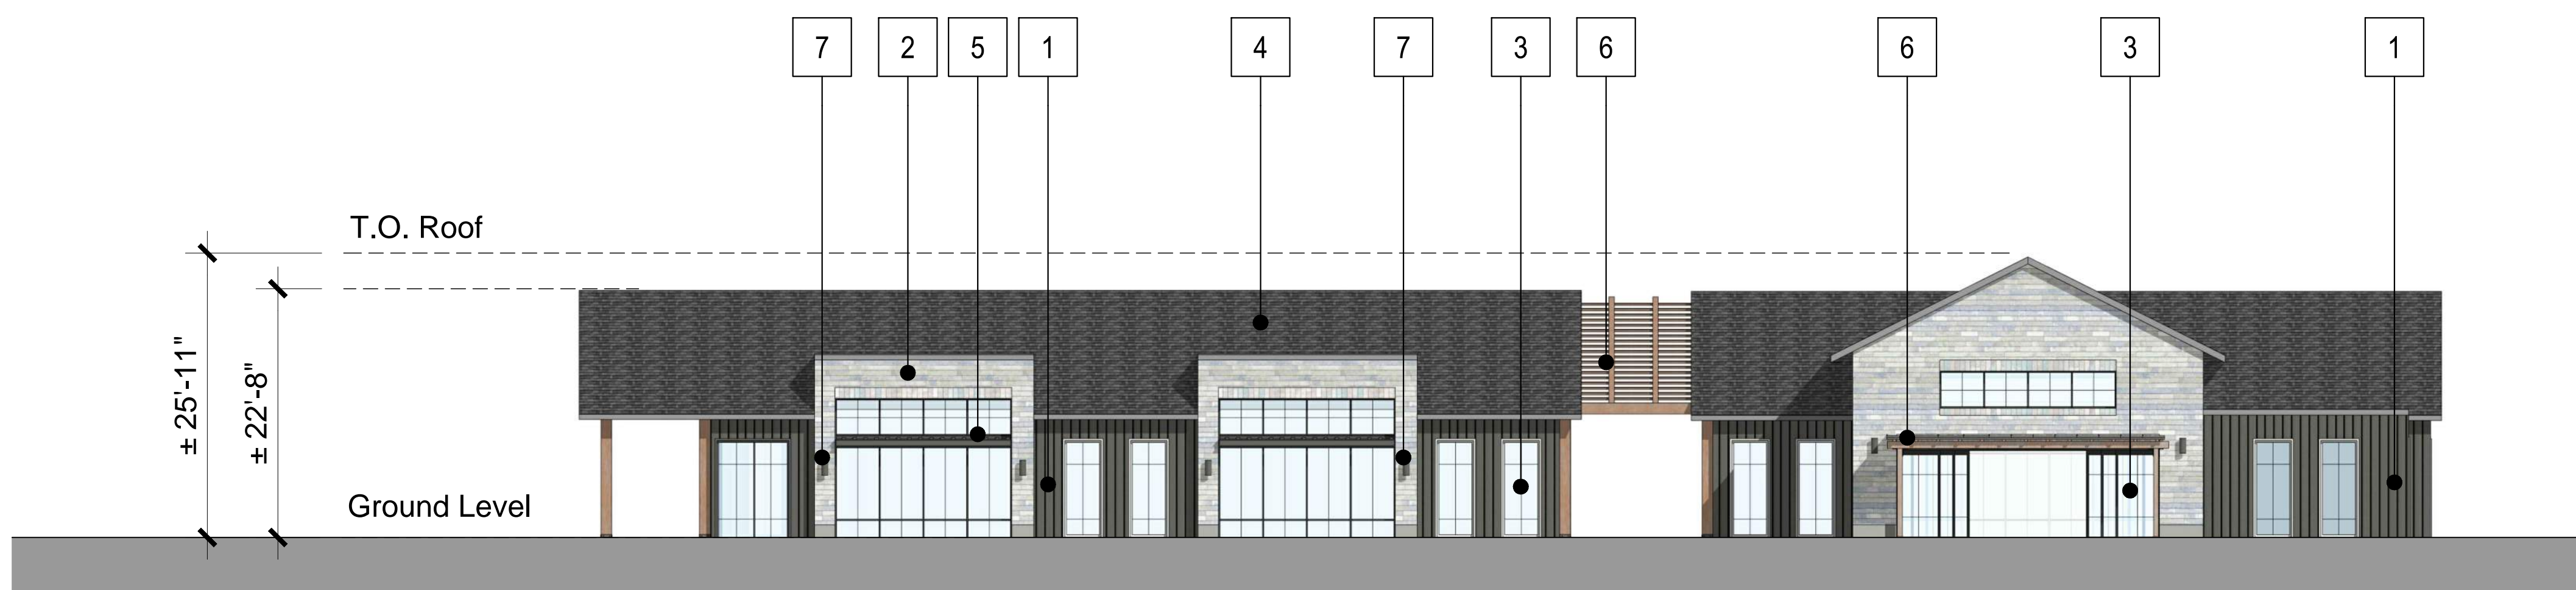 7 2 5 1 4 7 3 6 6 3 1
T.O. Roof
± 25'-11"
± 22'-8"
Ground Level